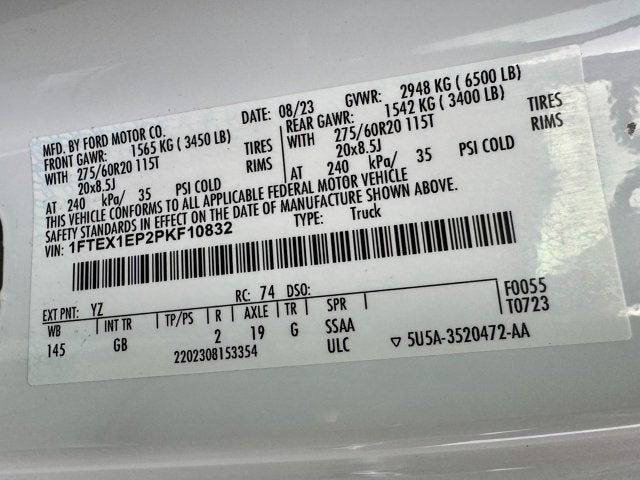 MFD. BY FORD MOTOR CO.
DATE: 08/23 GVWR: 2948 KG ( 6500 LB)
FRONT GAWR: 1565 KG ( 3450 LB) REAR GAWR: 1542 KG ( 3400 LB)
WITH 275/60R20 115T TIRES WITH 275/60R20 115T TIRES
20x8.5J RIMS 20x8.5J RIMS
AT 240 kPa/ 35 PSI COLD AT 240 kPa/ 35 PSI COLD
THIS VEHICLE CONFORMS TO ALL APPLICABLE FEDERAL MOTOR VEHICLE
SAFETY STANDARDS IN EFFECT ON THE DATE OF MANUFACTURE SHOWN ABOVE.
VIN: 1FTEX1EP2PKF10832 TYPE: Truck
EXT PNT: YZ RC: 74 DSO: F0055
WB INT TR TP/PS R AXLE TR SPR T0723
145 GB 2 19 G SSAA
2202308153354 ULC ▽ 5U5A-3520472-AA